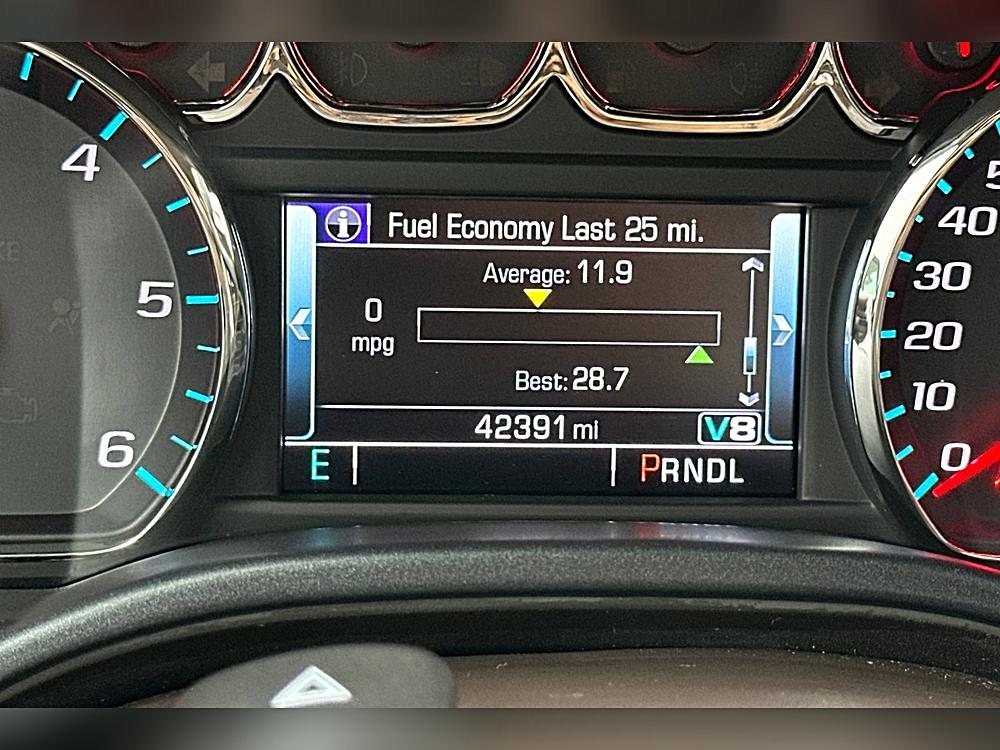 Fuel Economy Last 25 mi.
Average: 11.9
0
mpg
Best: 28.7
42391 mi V8
E PRNDL
4
5
6
40
30
20
10
0